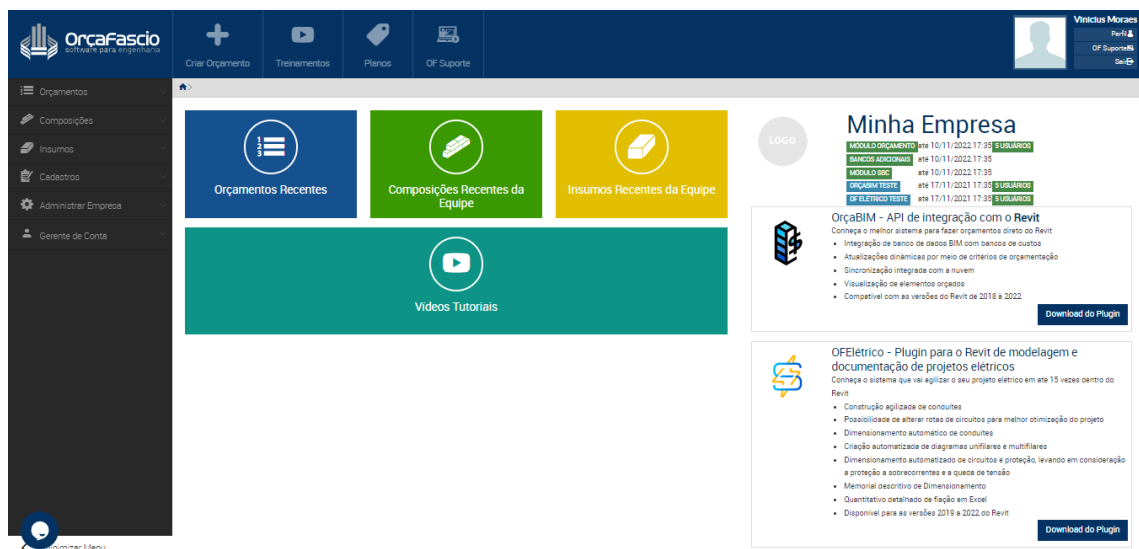 OrçaFascio
software para engenharia
Criar Orçamento
Treinamentos
Planos
OF Suporte
Vinicius Moraes
Perfil
OF Suporte
Sair
Orçamentos
Composições
Insumos
Cadastros
Administrar Empresa
Gerente de Conta
Minimizar Menu
>
Orçamentos Recentes
Composições Recentes da
Equipe
Insumos Recentes da Equipe
Vídeos Tutoriais
LOGO
Minha Empresa
MÓDULO ORÇAMENTO até 10/11/2022 17:35 5 USUÁRIOS
BANCOS ADICIONAIS até 10/11/2022 17:35
MÓDULO SBC até 10/11/2022 17:35
ORÇABIM TESTE até 17/11/2021 17:35 5 USUÁRIOS
OF ELÉTRICO TESTE até 17/11/2021 17:35 5 USUÁRIOS
OrçaBIM - API de integração com o Revit
Conheça o melhor sistema para fazer orçamentos direto do Revit
• Integração de banco de dados BIM com bancos de custos
• Atualizações dinâmicas por meio de critérios de orçamentação
• Sincronização integrada com a nuvem
• Visualização de elementos orçados
• Compatível com as versões do Revit de 2018 à 2022
Download do Plugin
OFElétrico - Plugin para o Revit de modelagem e
documentação de projetos elétricos
Conheça o sistema que vai agilizar o seu projeto elétrico em até 15 vezes dentro do
Revit
• Construção agilizada de conduites
• Possibilidade de alterar rotas de circuitos para melhor otimização do projeto
• Dimensionamento automático de conduites
• Criação automatizada de diagramas unifilares e multifilares
• Dimensionamento automatizado de circuitos e proteção, levando em consideração
a proteção a sobrecorrentes e a queda de tensão
• Memorial descritivo de Dimensionamento
• Quantitativo detalhado de fiação em Excel
• Disponível para as versões 2019 a 2022 do Revit
Download do Plugin